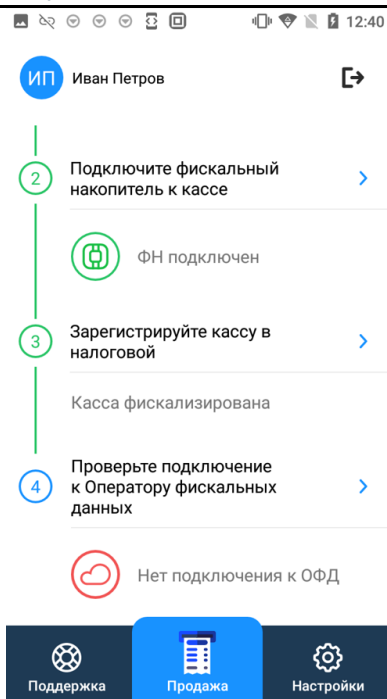 12:40
ИП Иван Петров
2 Подключите фискальный
накопитель к кассе
ФН подключен
3 Зарегистрируйте кассу в
налоговой
Касса фискализирована
Проверьте подключение
4 к Оператору фискальных
данных
Нет подключения к ОФД
Поддержка Продажа Настройки